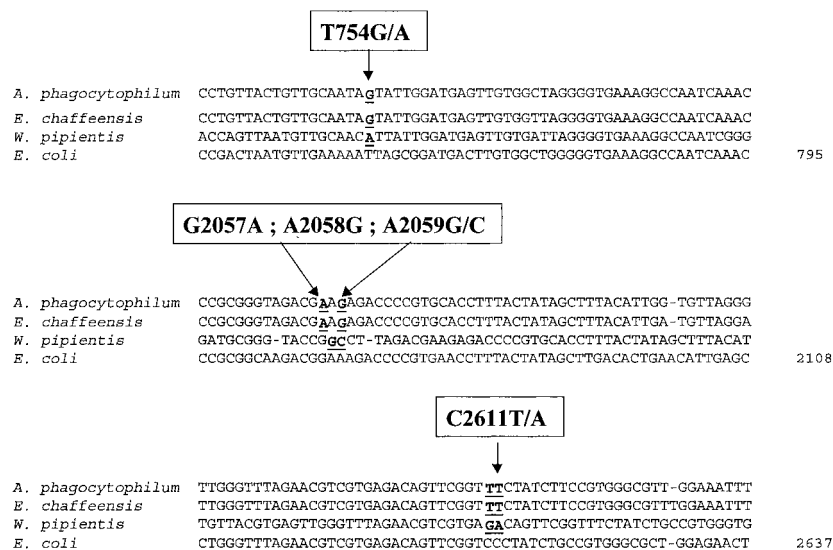 T754G/A
A. phagocytophilum CCTGTTACTGTTGCAATAGTATTGGATGAGTTGTGGCTAGGGGTGAAAGGCCAATCAAAC
E. chaffeensis CCTGTTACTGTTGCAATAGTATTGGATGAGTTGTGGTTAGGGGTGAAAGGCCAATCAAAC
W. pipientis ACCAGTTAATGTTGCAACATTATTGGATGAGTTGTGATTAGGGGTGAAAGGCCAATCGGG
E. coli CCGACTAATGTTGAAAAATTAGCGGATGACTTGTGGCTGGGGGTGAAAGGCCAATCAAAC 795
G2057A ; A2058G ; A2059G/C
A. phagocytophilum CCGCGGGTAGACGAAGAGACCCCGTGCACCTTTACTATAGCTTTACATTGG-TGTTAGGG
E. chaffeensis CCGCGGGTAGACGAAGAGACCCCGTGCACCTTTACTATAGCTTTACATTGA-TGTTAGGA
W. pipientis GATGCGGG-TACCGGCCT-TAGACGAAGAGACCCCGTGCACCTTTACTATAGCTTTACAT
E. coli CCGCGGCAAGACGGAAAGACCCCGTGAACCTTTACTATAGCTTGACACTGAACATTGAGC 2108
C2611T/A
A. phagocytophilum TTGGGTTTAGAACGTCGTGAGACAGTTCGGTTTCTATCTTCCGTGGGCGTT-GGAAATTT
E. chaffeensis TTGGGTTTAGAACGTCGTGAGACAGTTCGGTTTCTATCTTCCGTGGGCGTTTGGAAATTT
W. pipientis TGTTACGTGAGTTGGGTTTAGAACGTCGTGAGACAGTTCGGTTTCTATCTGCCGTGGGTG
E. coli CTGGGTTTAGAACGTCGTGAGACAGTTCGGTCCCTATCTGCCGTGGGCGCT-GGAGAACT 2637